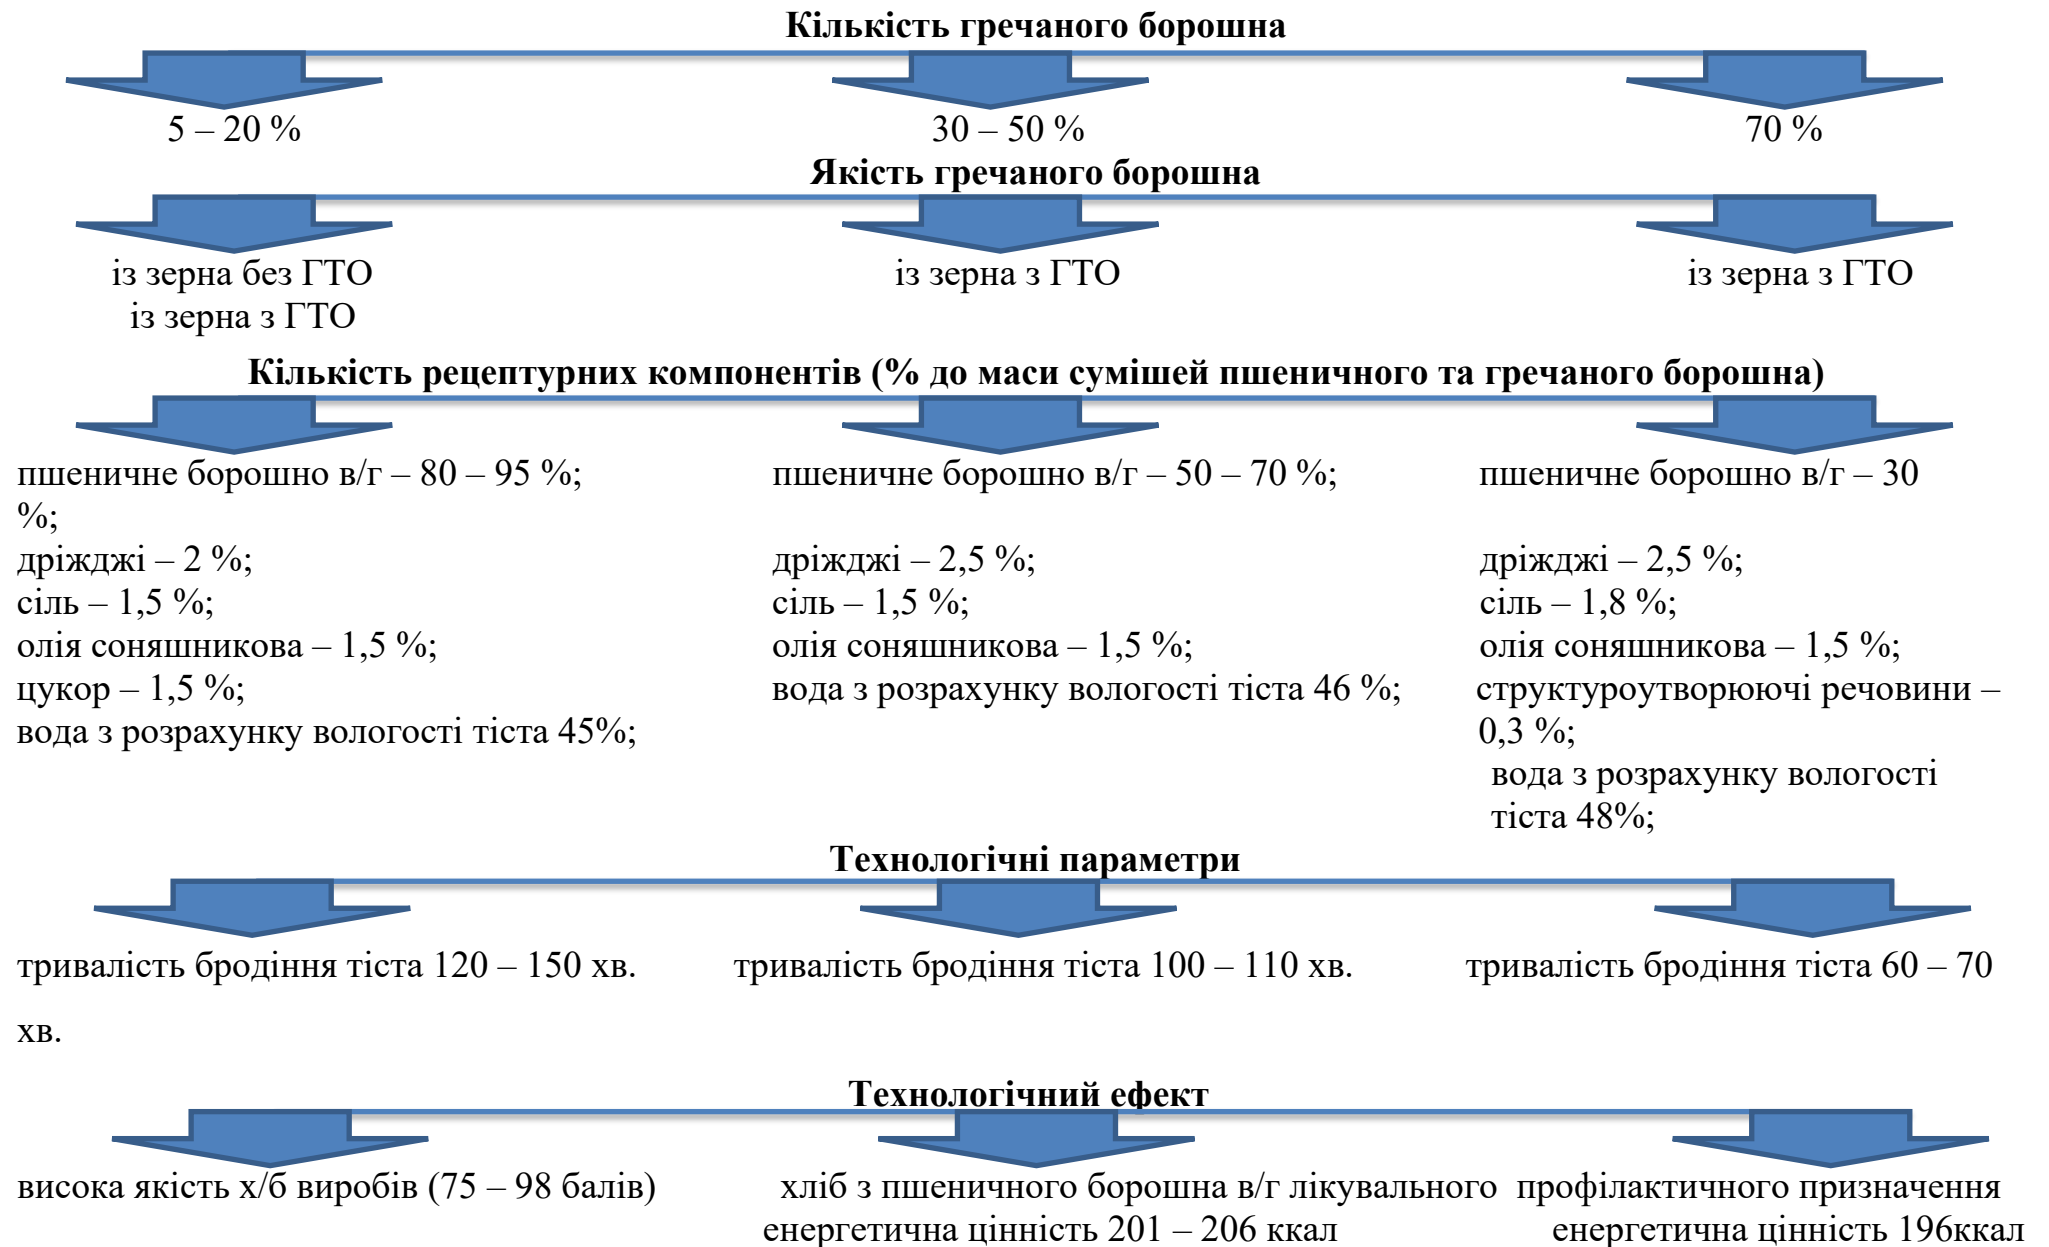 Кількість гречаного борошна
5 – 20 % 30 – 50 % 70 %
Якість гречаного борошна
із зерна без ГТО із зерна з ГТО із зерна з ГТО
із зерна з ГТО
Кількість рецептурних компонентів (% до маси сумішей пшеничного та гречаного борошна)
пшеничне борошно в/г – 80 – 95 %; пшеничне борошно в/г – 50 – 70 %; пшеничне борошно в/г – 30
%;
дріжджі – 2 %; дріжджі – 2,5 %; дріжджі – 2,5 %;
сіль – 1,5 %; сіль – 1,5 %; сіль – 1,8 %;
олія соняшникова – 1,5 %; олія соняшникова – 1,5 %; олія соняшникова – 1,5 %;
цукор – 1,5 %; вода з розрахунку вологості тіста 46 %; структуроутворюючі речовини –
вода з розрахунку вологості тіста 45%; 0,3 %;
вода з розрахунку вологості
тіста 48%;
Технологічні параметри
тривалість бродіння тіста 120 – 150 хв. тривалість бродіння тіста 100 – 110 хв. тривалість бродіння тіста 60 – 70
хв.
Технологічний ефект
висока якість х/б виробів (75 – 98 балів) хліб з пшеничного борошна в/г лікувального профілактичного призначення
енергетична цінність 201 – 206 ккал енергетична цінність 196ккал